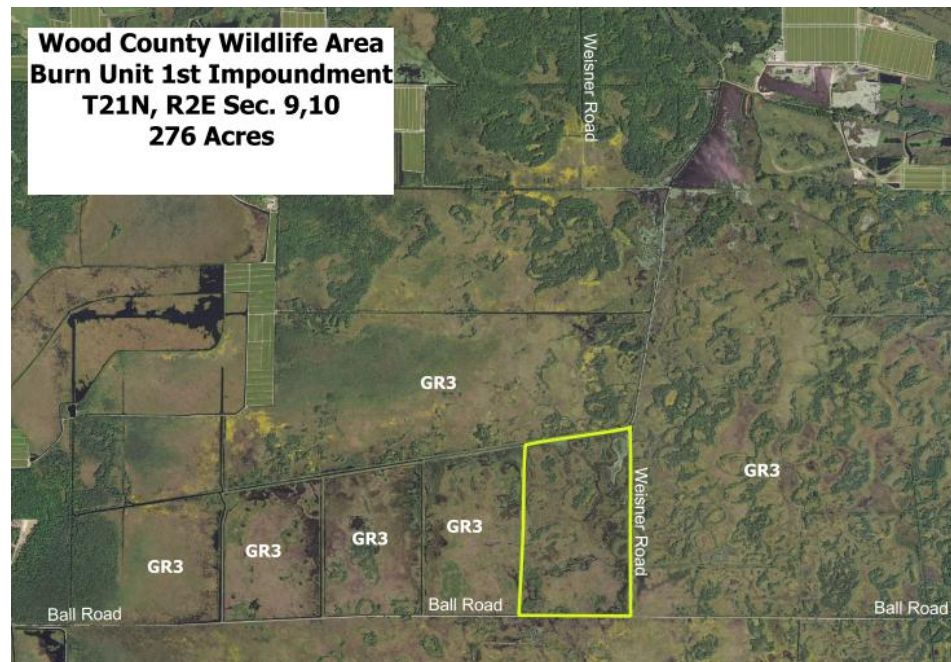 Wood County Wildlife Area
Burn Unit 1st Impoundment
T21N, R2E Sec. 9,10
276 Acres
Weisner Road
GR3
GR3
Weisner Road
GR3
GR3
GR3
GR3
Ball Road
Ball Road
Ball Road